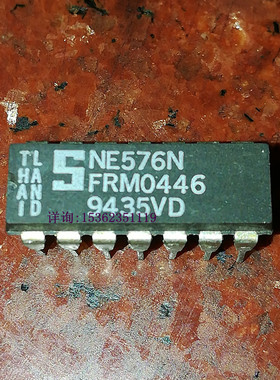 TL
HA
AN
ID
S NE576N
FRM0446
9435VD
详询:15362351119